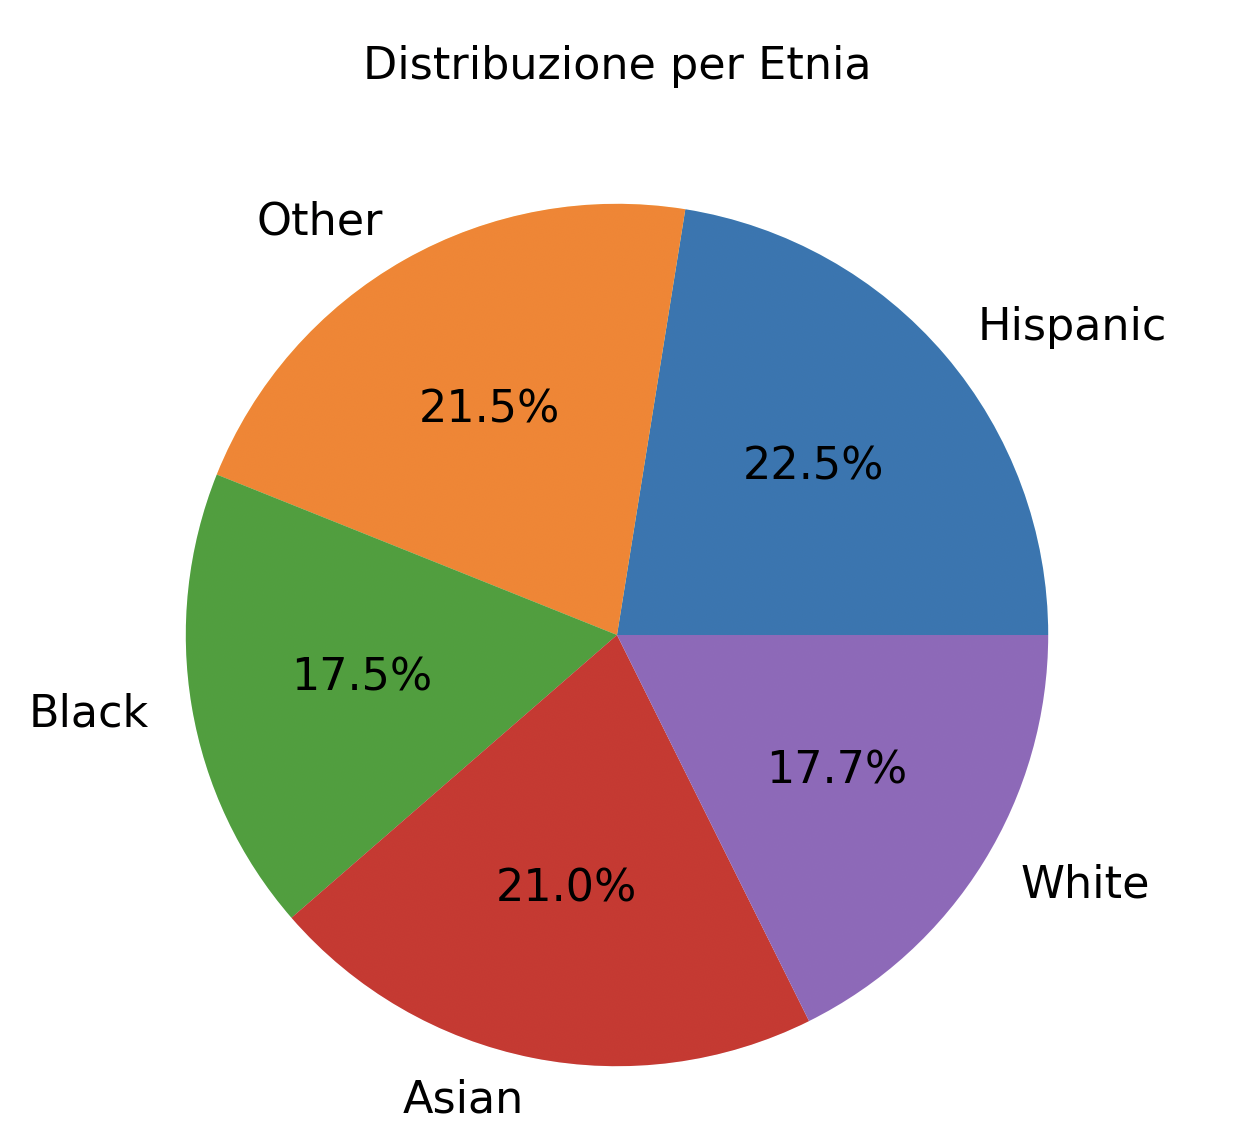 Distribuzione per Etnia
Other
Hispanic
21.5%
22.5%
17.5%
Black
17.7%
White
21.0%
Asian